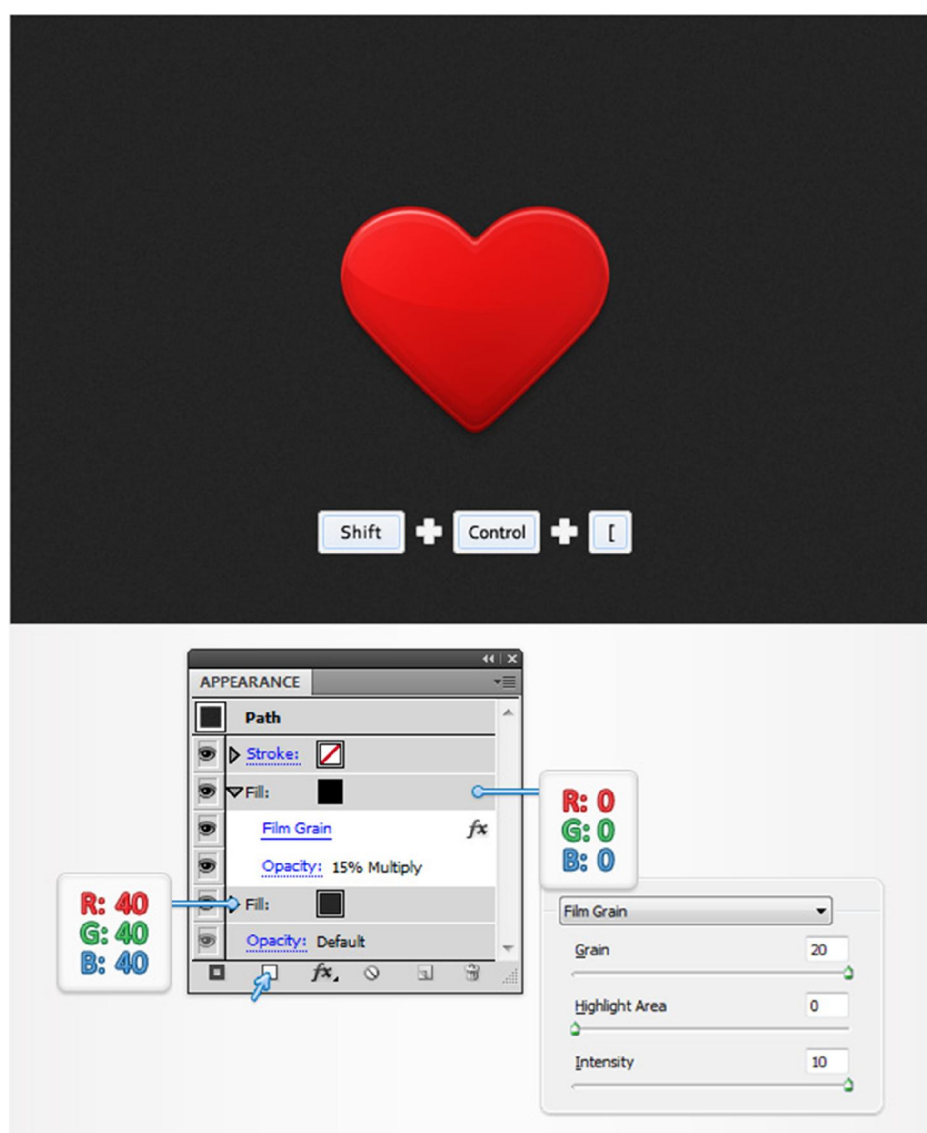 Shift + Control + [
APPEARANCE
Path
Stroke:
Fill:
Film Grain fx
Opacity: 15% Multiply
Fill:
Opacity: Default
fx
R: 0
G: 0
B: 0
R: 40
G: 40
B: 40
Film Grain
Grain 20
Highlight Area 0
Intensity 10